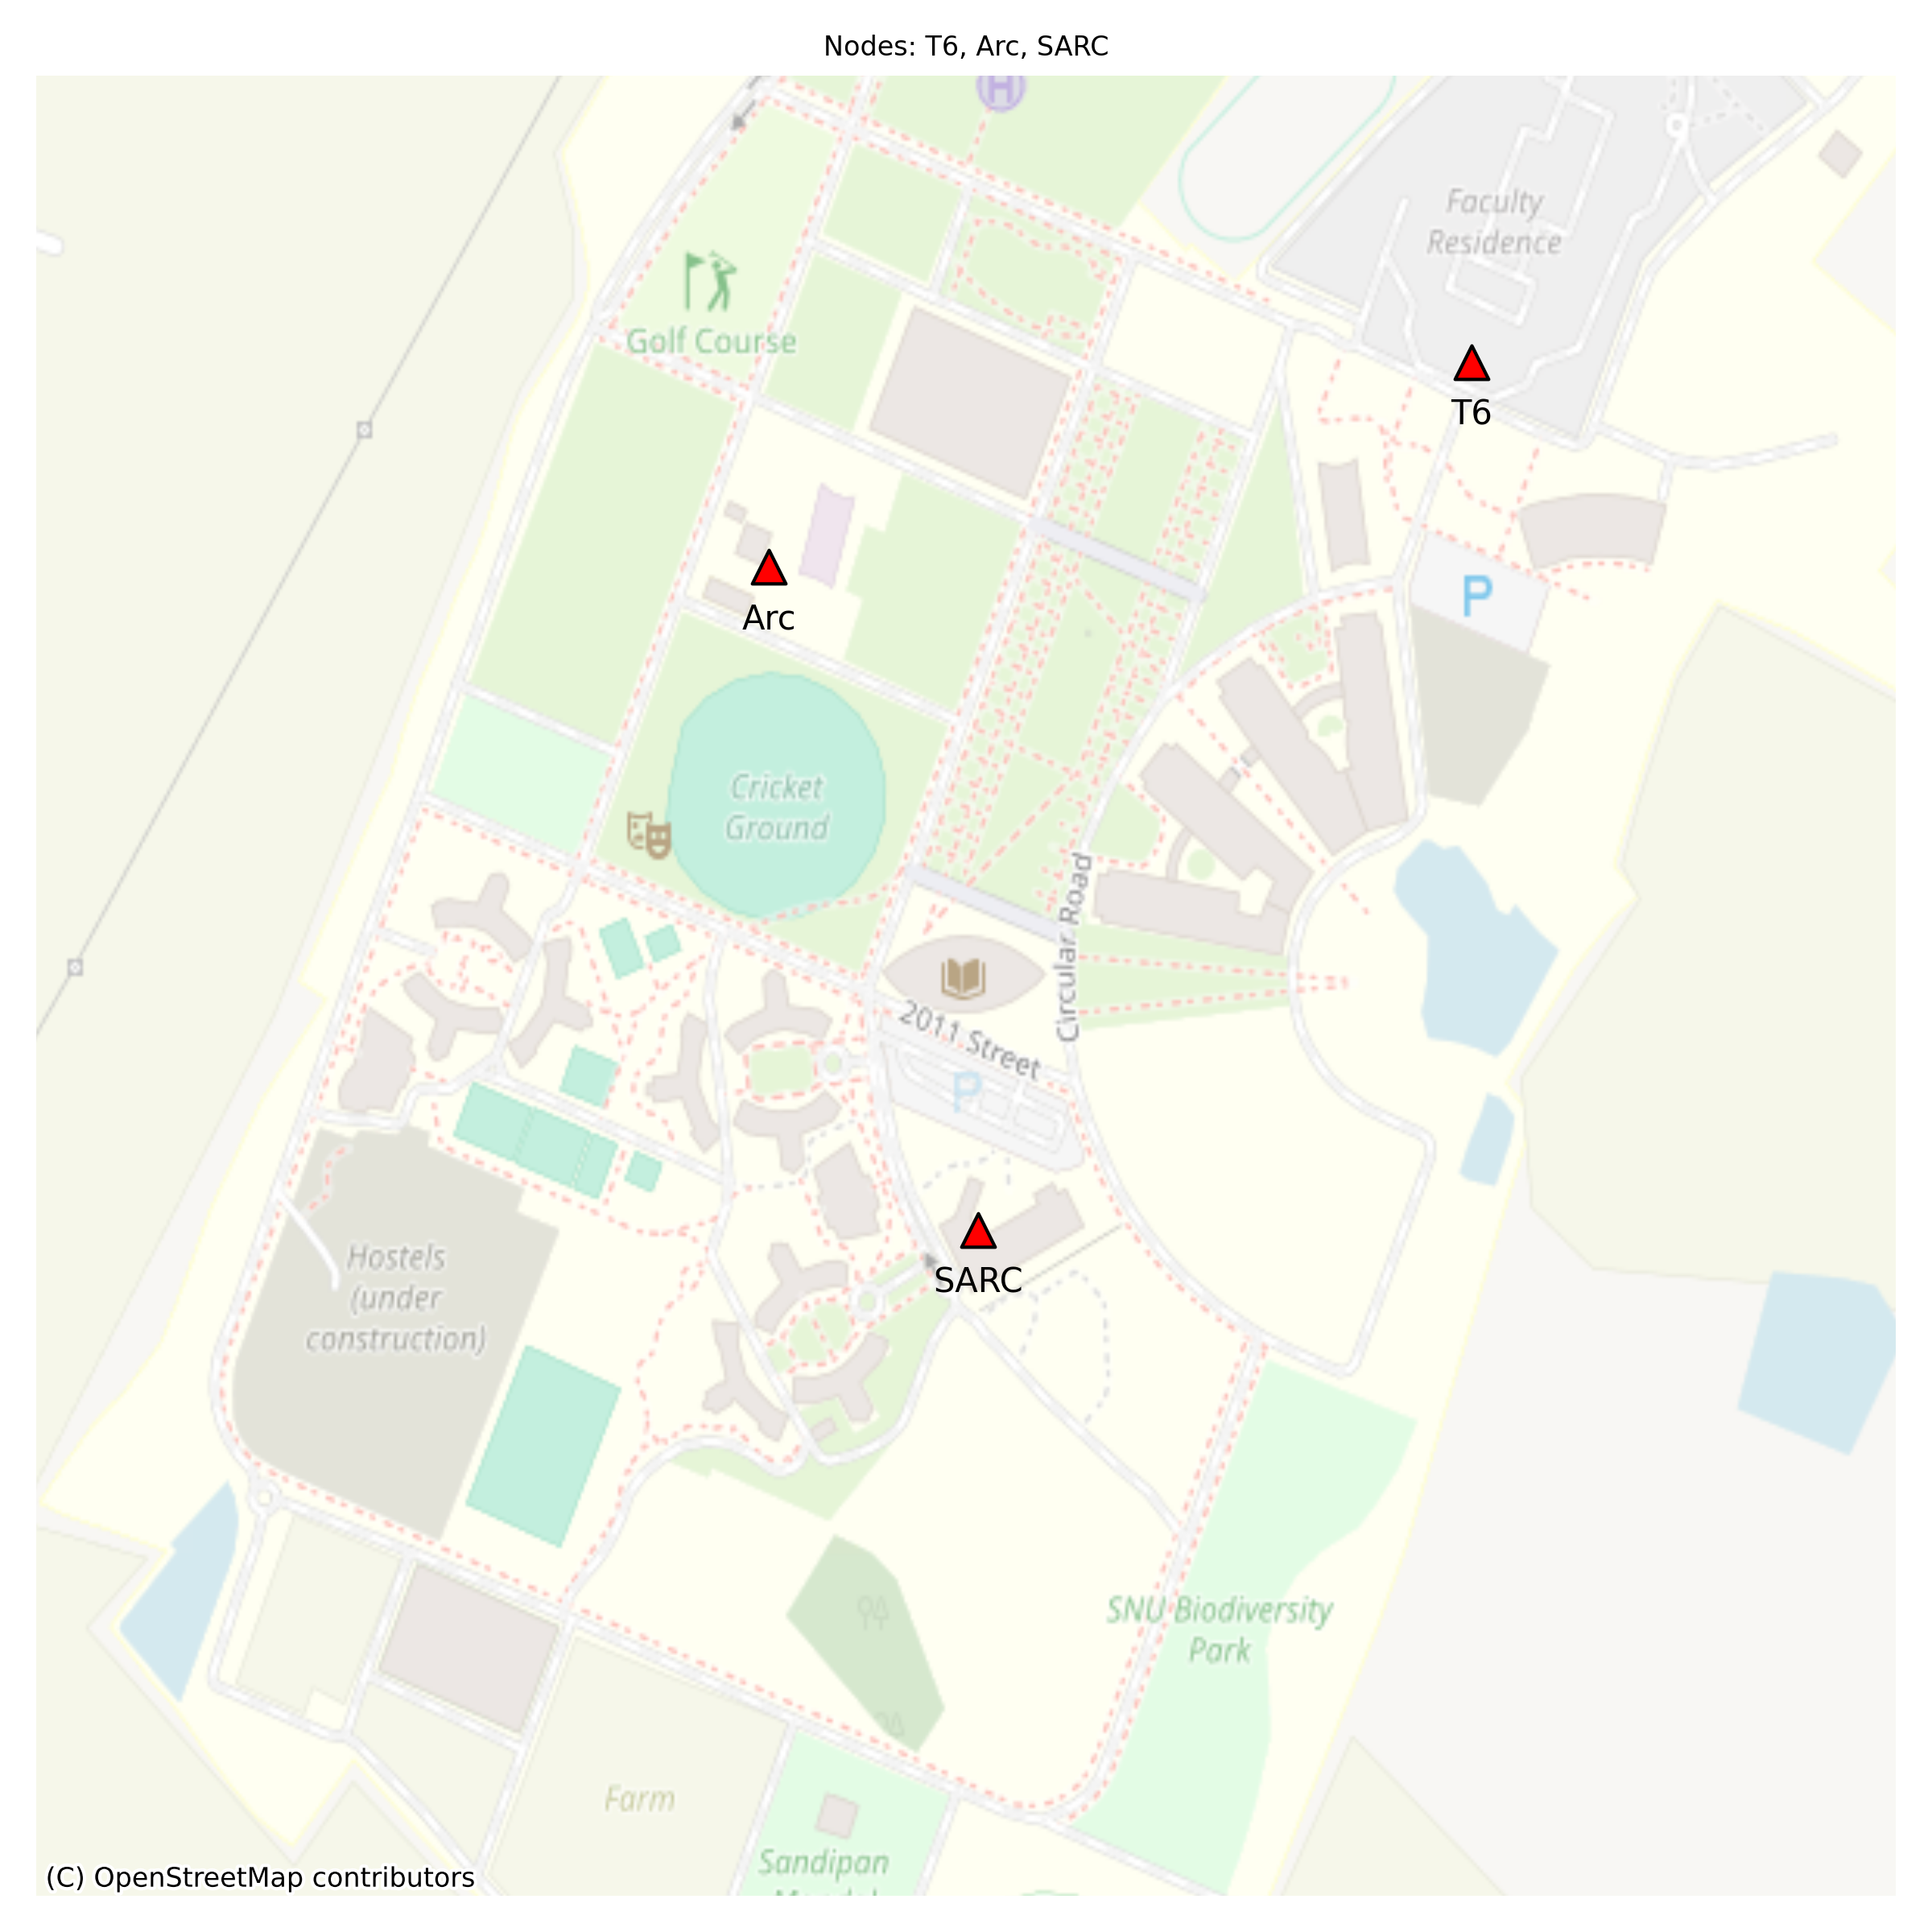 Nodes: T6, Arc, SARC
H
Faculty
Residence
Golf Course
T6
Arc
P
Cricket
Ground
Circular Road
2011 Street
P
SARC
Hostels
(under
construction)
SNU Biodiversity
Park
Farm
Sandipan
(C) OpenStreetMap contributors